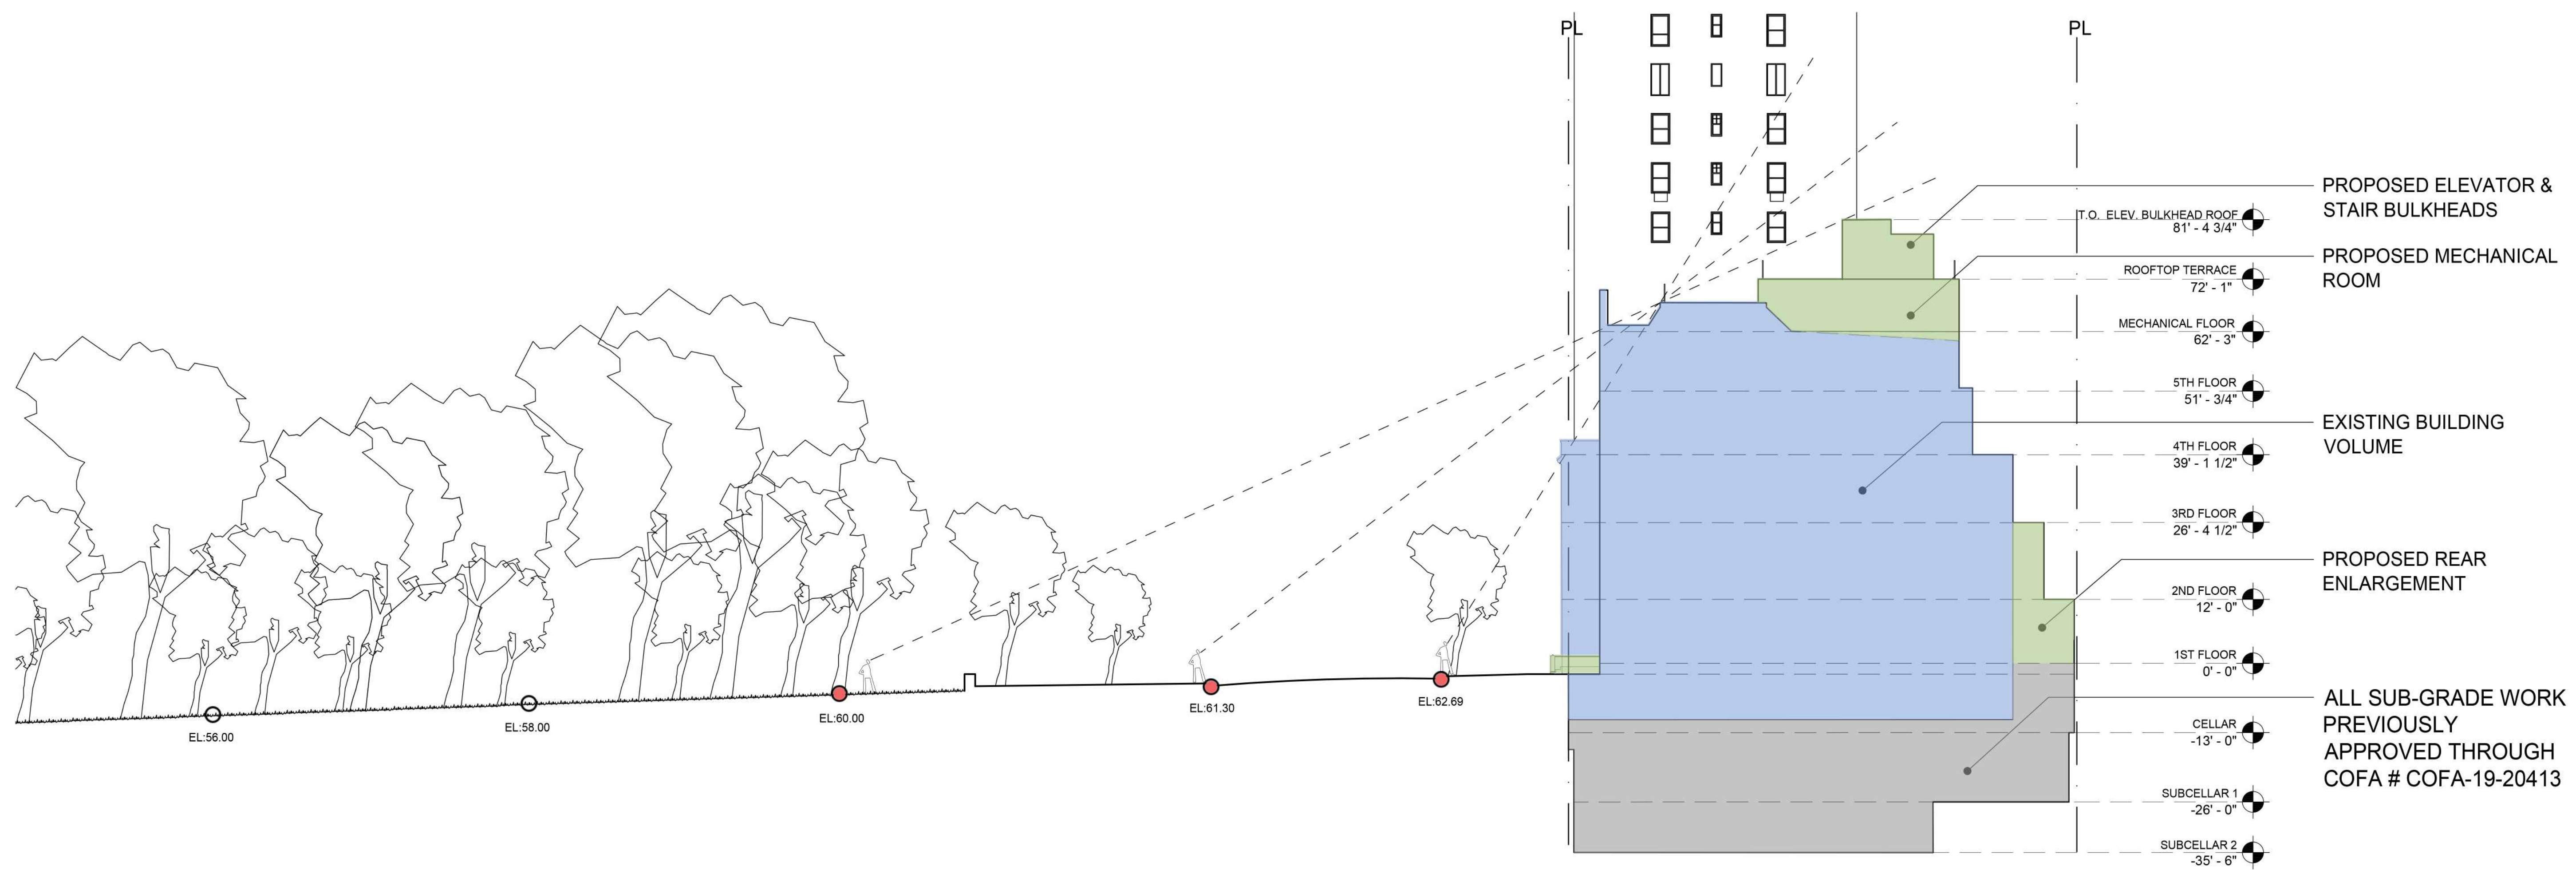 PL
PL
PROPOSED ELEVATOR &
STAIR BULKHEADS
T.O. ELEV. BULKHEAD ROOF
81' - 4 3/4"
PROPOSED MECHANICAL
ROOM
ROOFTOP TERRACE
72' - 1"
MECHANICAL FLOOR
62' - 3"
5TH FLOOR
51' - 3/4"
EXISTING BUILDING
VOLUME
4TH FLOOR
39' - 1 1/2"
3RD FLOOR
26' - 4 1/2"
PROPOSED REAR
ENLARGEMENT
2ND FLOOR
12' - 0"
1ST FLOOR
0' - 0"
ALL SUB-GRADE WORK
PREVIOUSLY
APPROVED THROUGH
COFA # COFA-19-20413
CELLAR
-13' - 0"
SUBCELLAR 1
-26' - 0"
SUBCELLAR 2
-35' - 6"
EL:56.00
EL:58.00
EL:60.00
EL:61.30
EL:62.69